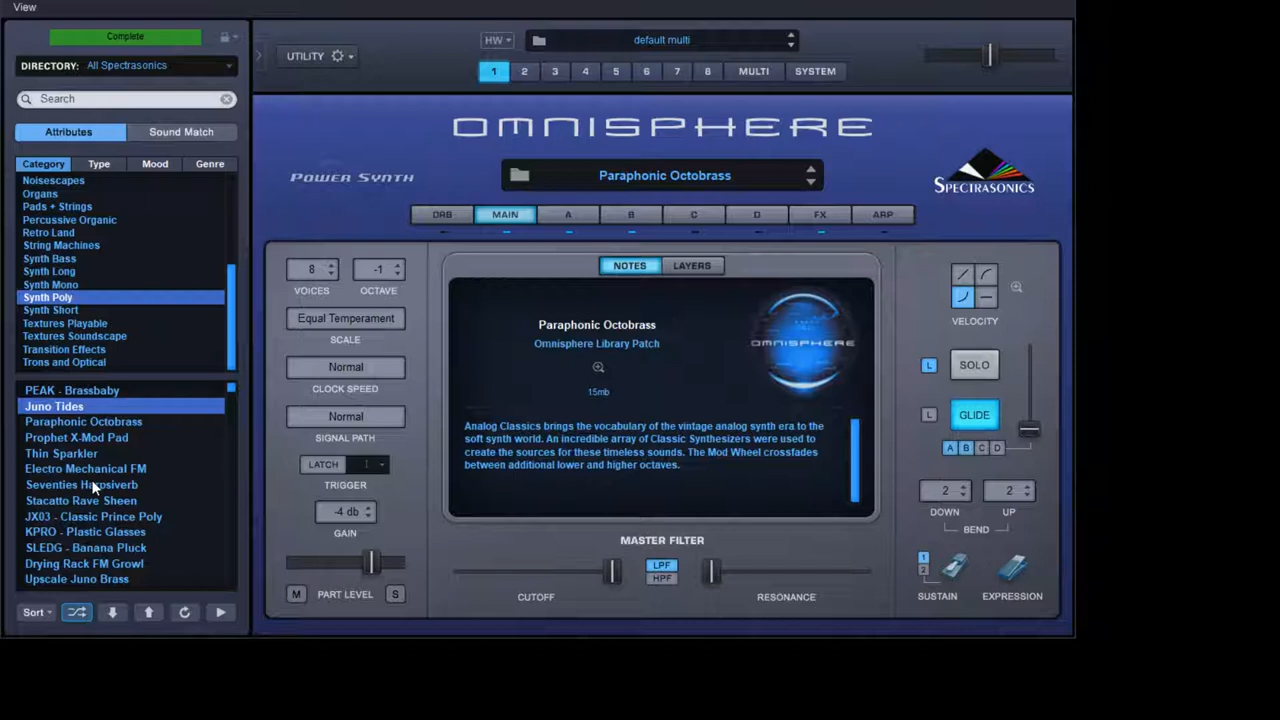 View
Complete
DIRECTORY: All Spectrasonics
Search
Attributes Sound Match
Category Type Mood Genre
Noisescapes
Organs
Pads + Strings
Percussive Organic
Retro Land
String Machines
Synth Bass
Synth Long
Synth Mono
Synth Poly
Synth Short
Textures Playable
Textures Soundscape
Transition Effects
Trons and Optical
PEAK - Brassbaby
Juno Tides
Paraphonic Octobrass
Prophet X-Mod Pad
Thin Sparkler
Electro Mechanical FM
Seventies Harpsiverb
Stacatto Rave Sheen
JX03 - Classic Prince Poly
KPRO - Plastic Glasses
SLEDG - Banana Pluck
Drying Rack FM Growl
Upscale Juno Brass
Sort
UTILITY
HW
default multi
1 2 3 4 5 6 7 8 MULTI SYSTEM
OMNISPHERE
POWER SYNTH
Paraphonic Octobrass
SPECTRASONICS
ORB MAIN A B C D FX ARP
8 -1
VOICES OCTAVE
Equal Temperament
SCALE
Normal
CLOCK SPEED
Normal
SIGNAL PATH
LATCH
TRIGGER
-4 db
GAIN
M PART LEVEL S
NOTES LAYERS
Paraphonic Octobrass
Omnisphere Library Patch
15mb
OMNISPHERE
Analog Classics brings the vocabulary of the vintage analog synth era to the
soft synth world. An incredible array of Classic Synthesizers were used to
create the sources for these timeless sounds. The Mod Wheel crossfades
between additional lower and higher octaves.
MASTER FILTER
LPF
HPF
CUTOFF RESONANCE
VELOCITY
L SOLO
L GLIDE
A B C D
2 2
DOWN UP
BEND
1
2
SUSTAIN EXPRESSION